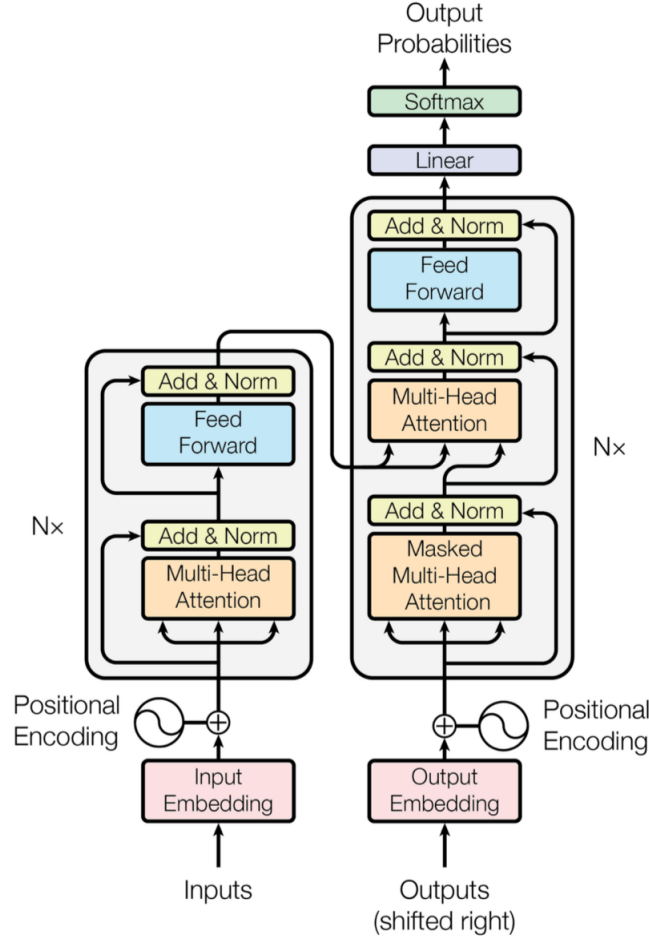 Output
Probabilities
Softmax
Linear
Add & Norm
Feed
Forward
Add & Norm
Multi-Head
Attention
Add & Norm
Masked
Multi-Head
Attention
Nx
Add & Norm
Feed
Forward
Add & Norm
Multi-Head
Attention
N×
Positional
Encoding
Positional
Encoding
Input
Embedding
Output
Embedding
Inputs
Outputs
(shifted right)